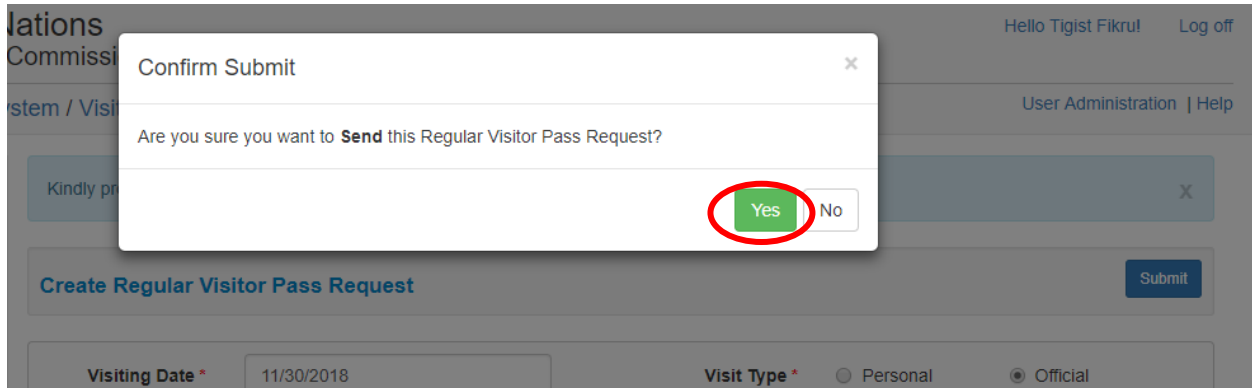 Nations
Hello Tigist Fikru! Log off
Commissi
Confirm Submit ×
ystem / Visit
User Administration | Help
Are you sure you want to Send this Regular Visitor Pass Request?
Kindly pr
x
Yes No
Create Regular Visitor Pass Request Submit
Visiting Date * 11/30/2018 Visit Type * Personal Official